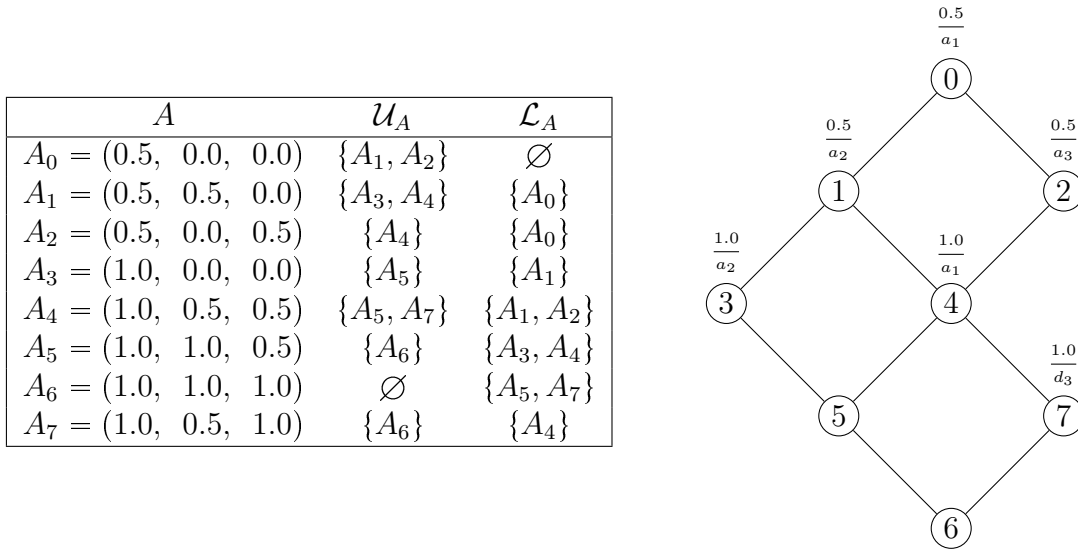 A U_A L_A
A_0 = (0.5, 0.0, 0.0) {A_1, A_2} ∅
A_1 = (0.5, 0.5, 0.0) {A_3, A_4} {A_0}
A_2 = (0.5, 0.0, 0.5) {A_4} {A_0}
A_3 = (1.0, 0.0, 0.0) {A_5} {A_1}
A_4 = (1.0, 0.5, 0.5) {A_5, A_7} {A_1, A_2}
A_5 = (1.0, 1.0, 0.5) {A_6} {A_3, A_4}
A_6 = (1.0, 1.0, 1.0) ∅ {A_5, A_7}
A_7 = (1.0, 0.5, 1.0) {A_6} {A_4}
0.5/a_1
0
0.5/a_2 0.5/a_3
1 2
1.0/a_2 1.0/a_1
3 4
1.0/d_3
5 7
6